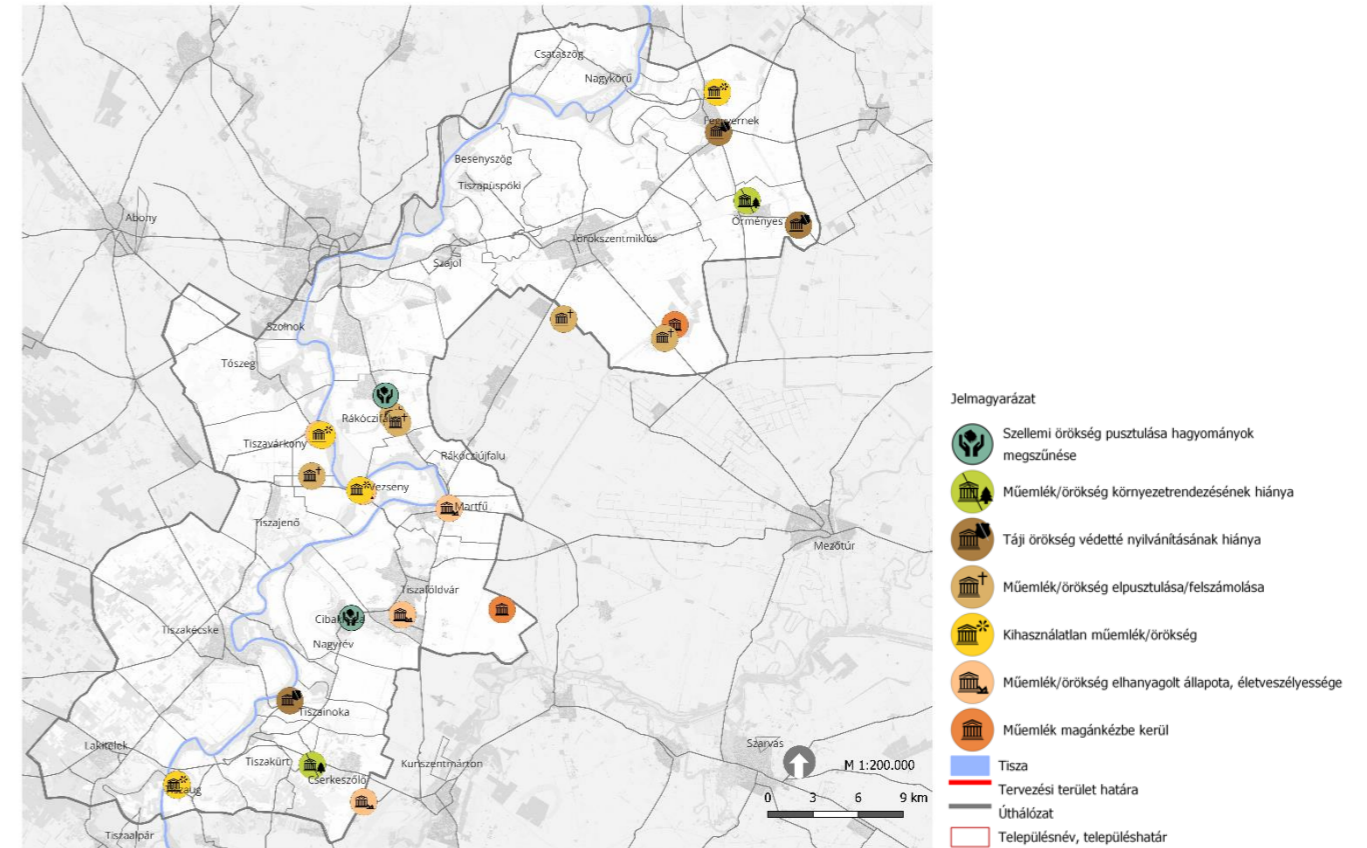 Csataszög
Nagykörű
Fegyvernek
Besenyszög
Tiszapüspöki
Abony
Örményes
Törökszentmiklós
Szajol
Szolnok
Tószeg
Rákóczifalva
Tiszavárkony
Rákócziújfalu
Vezseny
Martfű
Tiszajenő
Mezőtúr
Tiszaföldvár
Cibakháza
Tiszakécske
Nagyrév
Tiszainoka
Lakitelek
Szarvas
Tiszakürt
Kunszentmárton
Cserkeszőlő
Tiszaug
Tiszaalpár
M 1:200.000
0 3 6 9 km
Jelmagyarázat
Szellemi örökség pusztulása hagyományok
megszűnése
Műemlék/örökség környezetrendezésének hiánya
Táji örökség védetté nyilvánításának hiánya
Műemlék/örökség elpusztulása/felszámolása
Kihasználatlan műemlék/örökség
Műemlék/örökség elhanyagolt állapota, életveszélyessége
Műemlék magánkézbe kerül
Tisza
Tervezési terület határa
Úthálózat
Településnév, településhatár